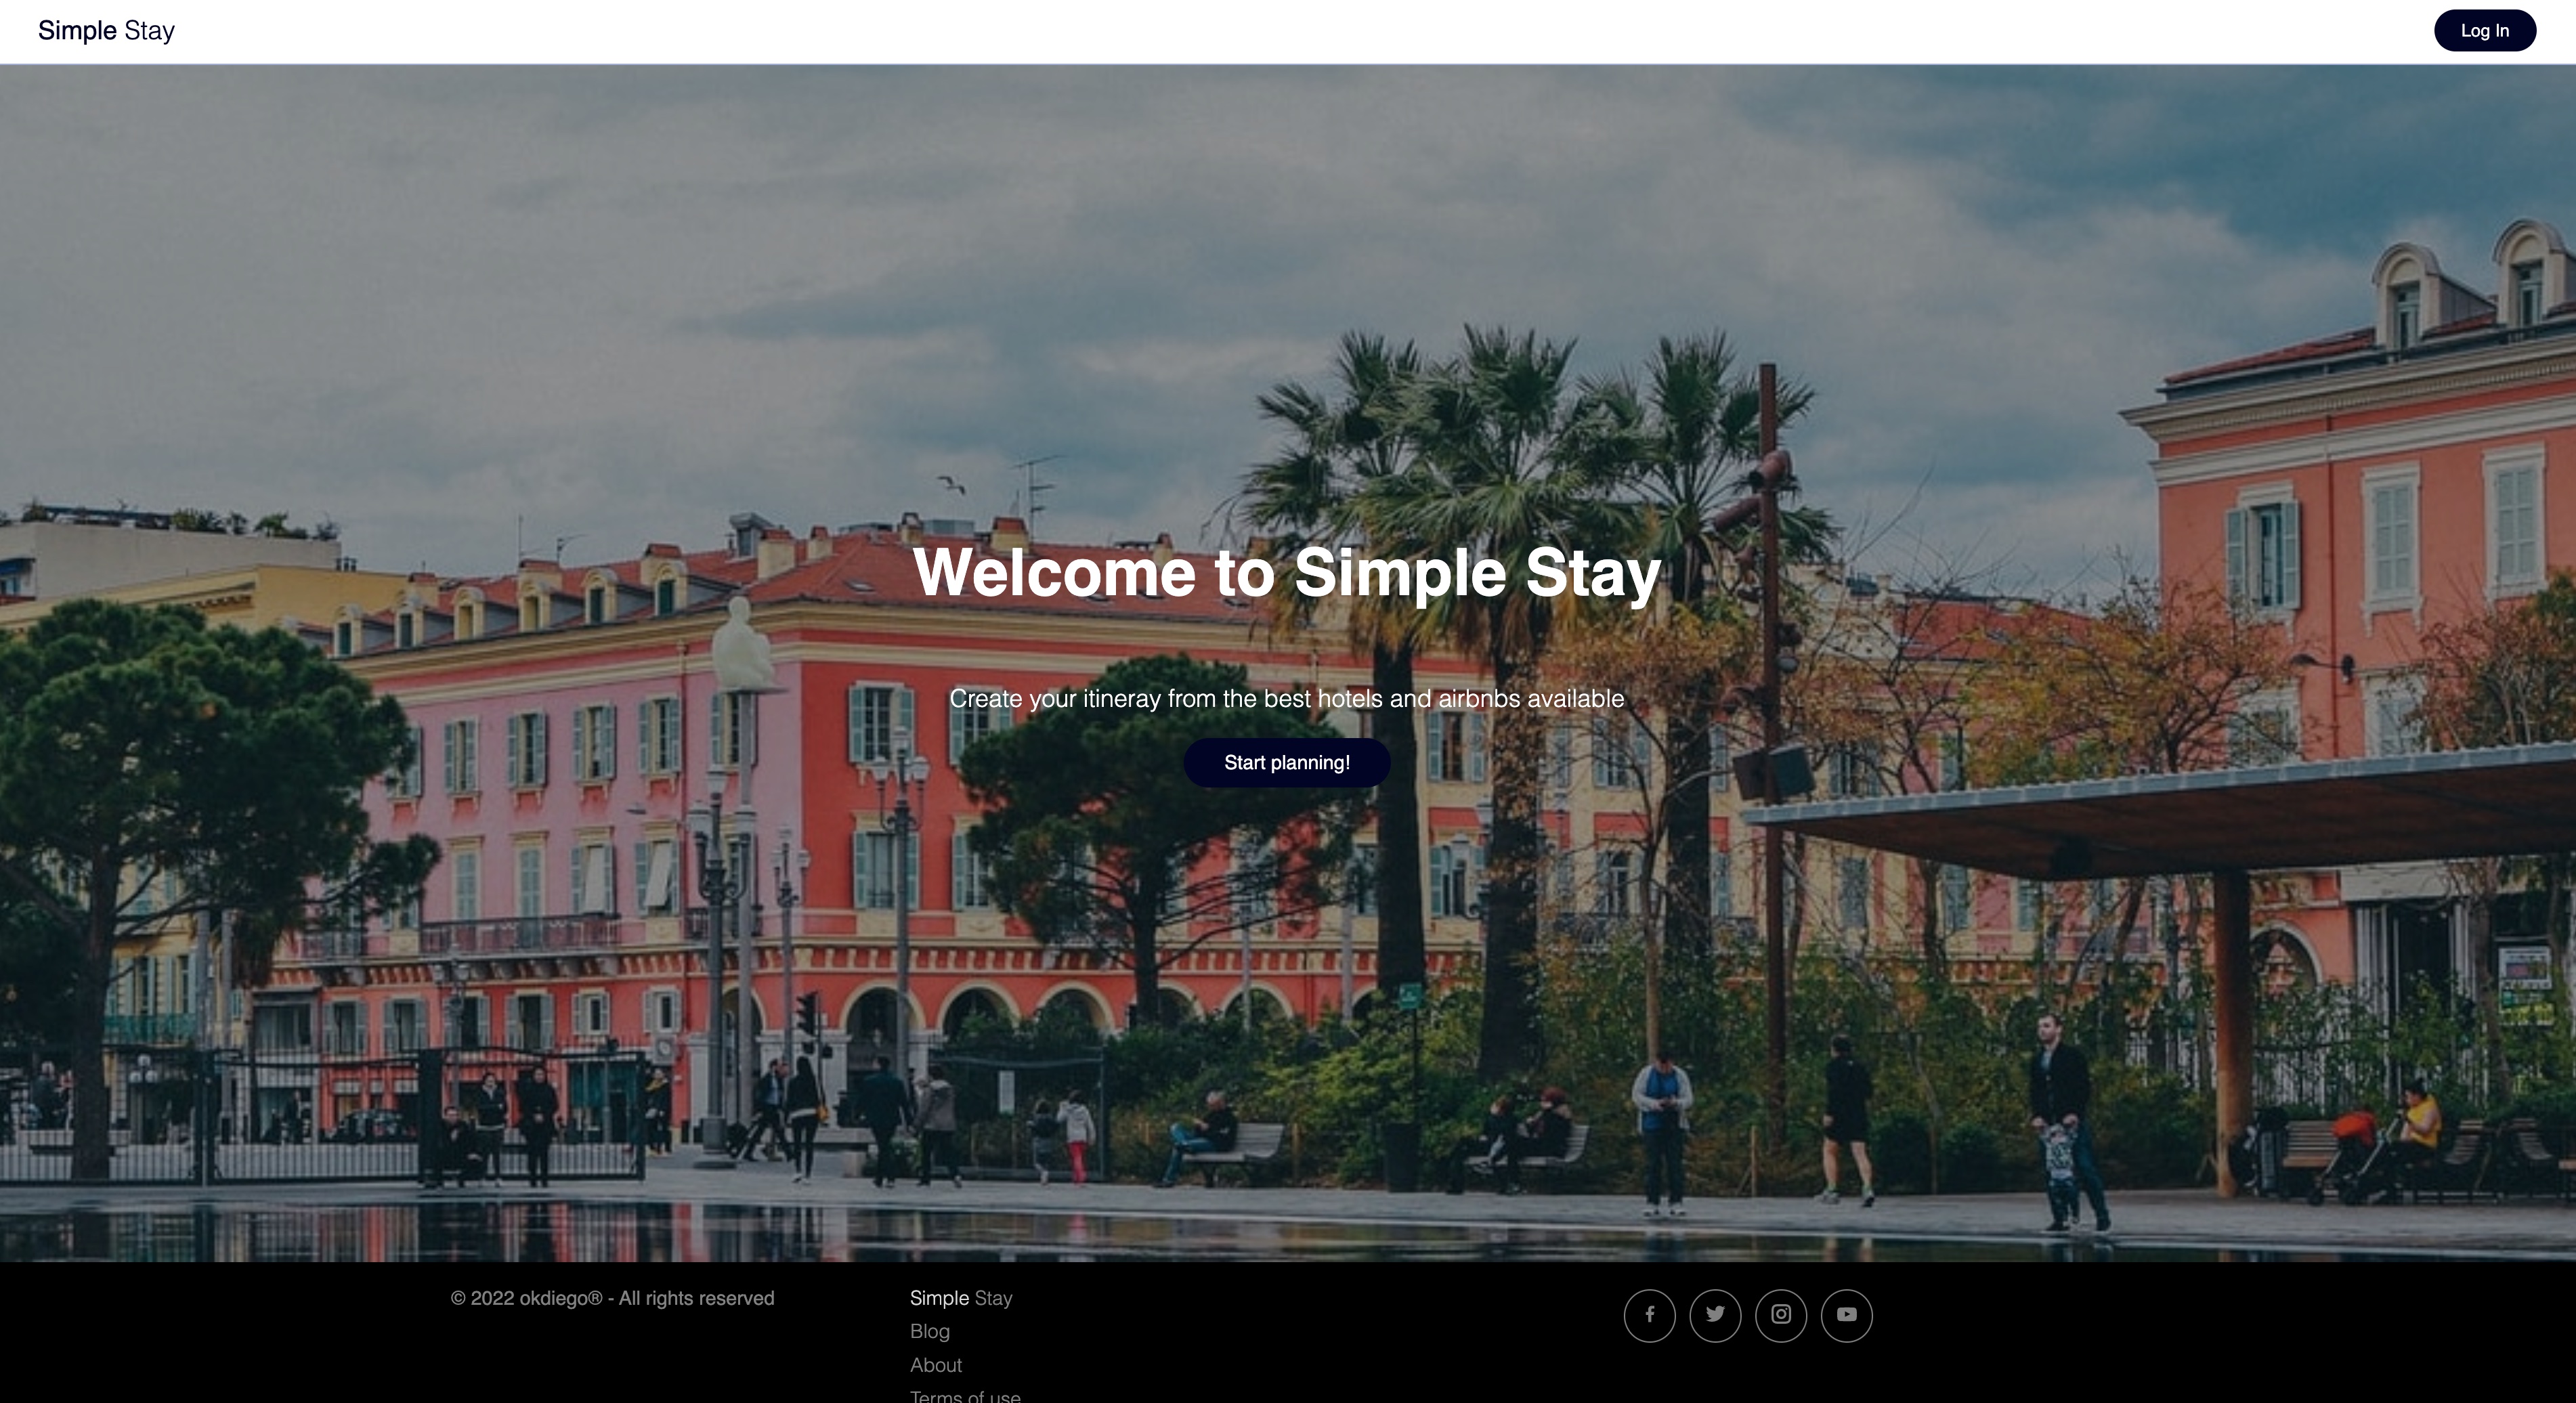 Simple Stay
Log In
Welcome to Simple Stay
Create your itineray from the best hotels and airbnbs available
Start planning!
© 2022 okdiego® - All rights reserved
Simple Stay
Blog
About
Terms of use